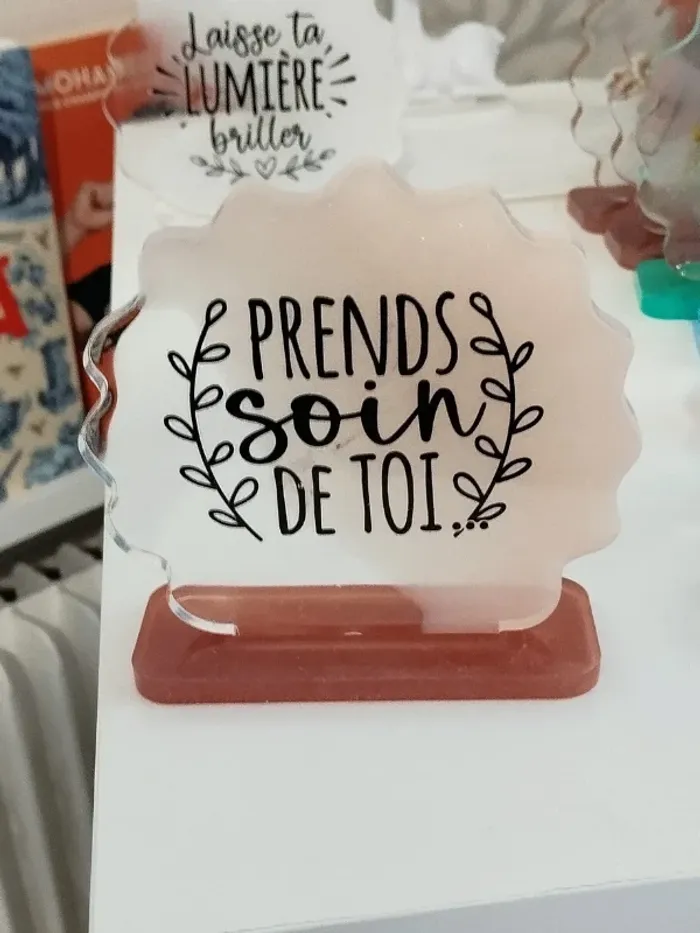 Laisse ta
LUMIÈRE
briller
PRENDS
soin
DE TOI...